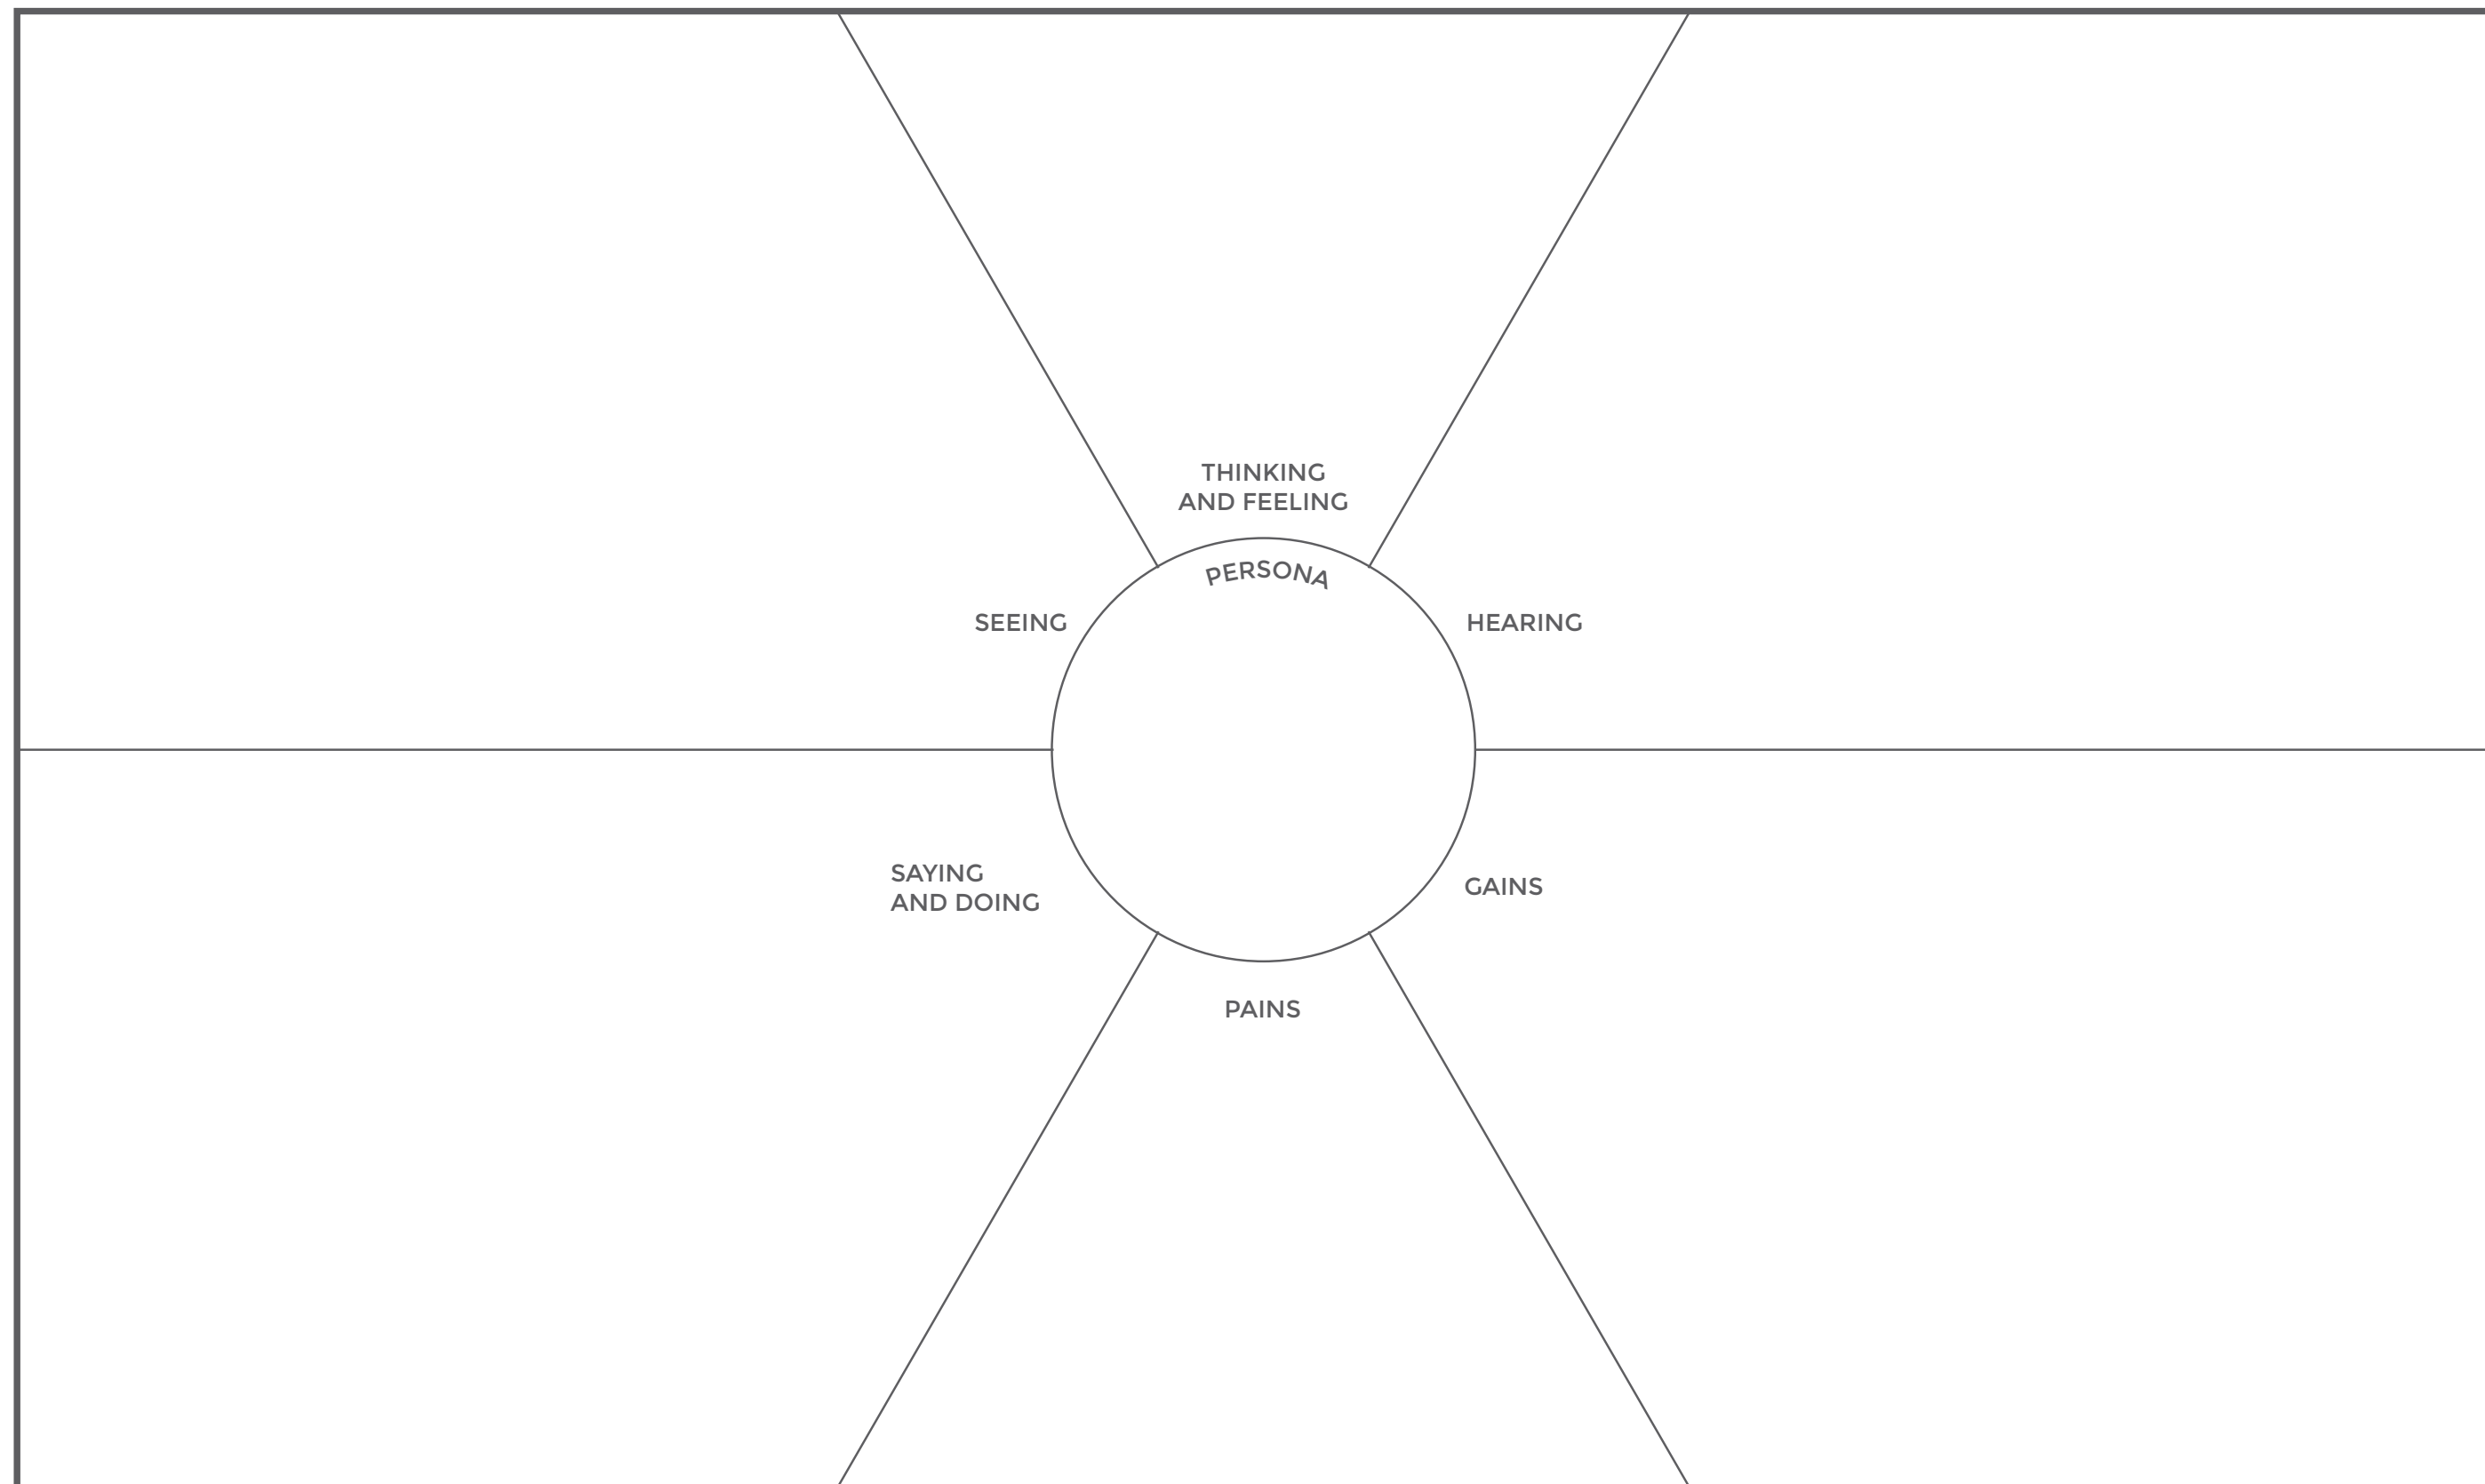 THINKING
AND FEELING
PERSONA
SEEING
HEARING
SAYING
AND DOING
GAINS
PAINS